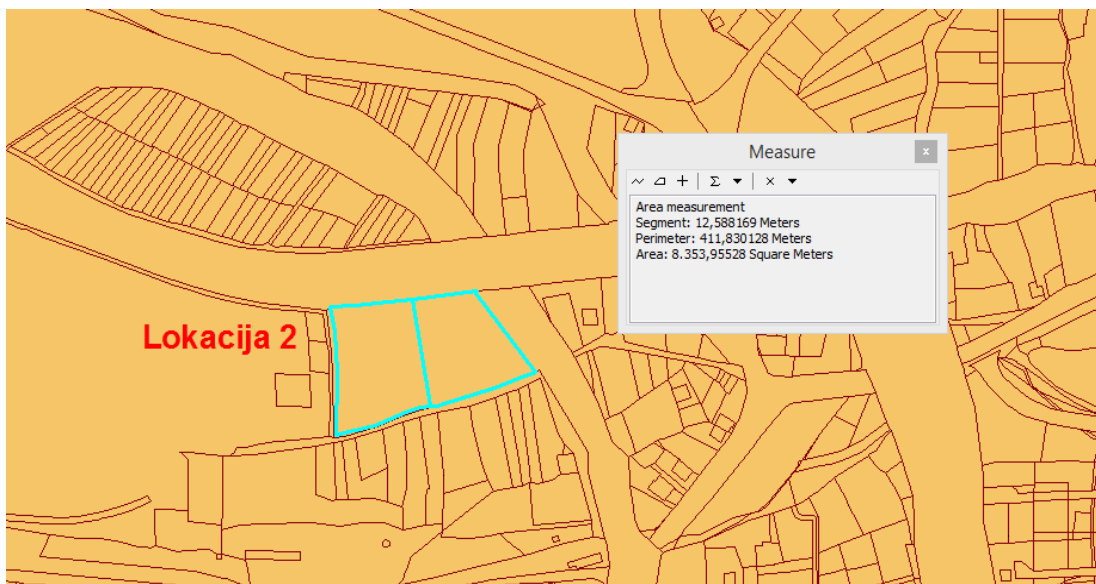 Measure
Area measurement
Segment: 12,588169 Meters
Perimeter: 411,830128 Meters
Area: 8.353,95528 Square Meters
Lokacija 2